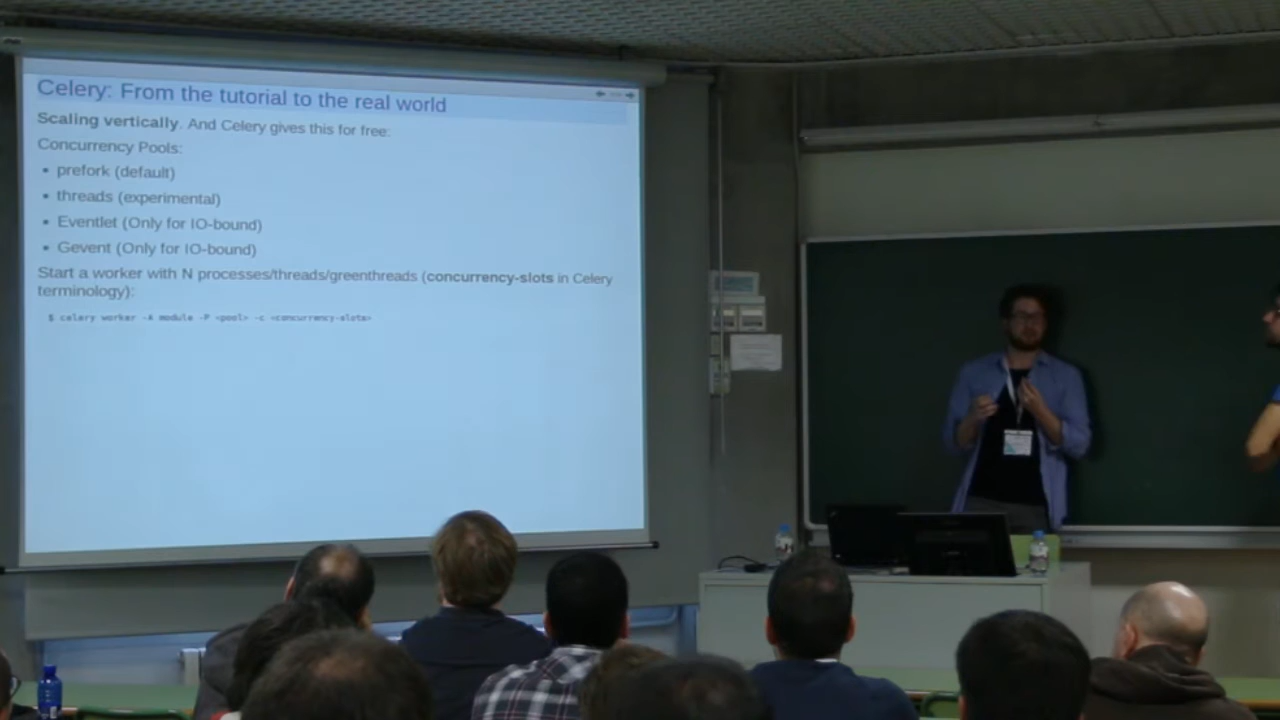 Celery: From the tutorial to the real world
Scaling vertically. And Celery gives this for free:
Concurrency Pools:
• prefork (default)
• threads (experimental)
• Eventlet (Only for IO-bound)
• Gevent (Only for IO-bound)
Start a worker with N processes/threads/greenthreads (concurrency-slots in Celery
terminology):
$ celery worker -A module -P <pool> -c <concurrency-slots>